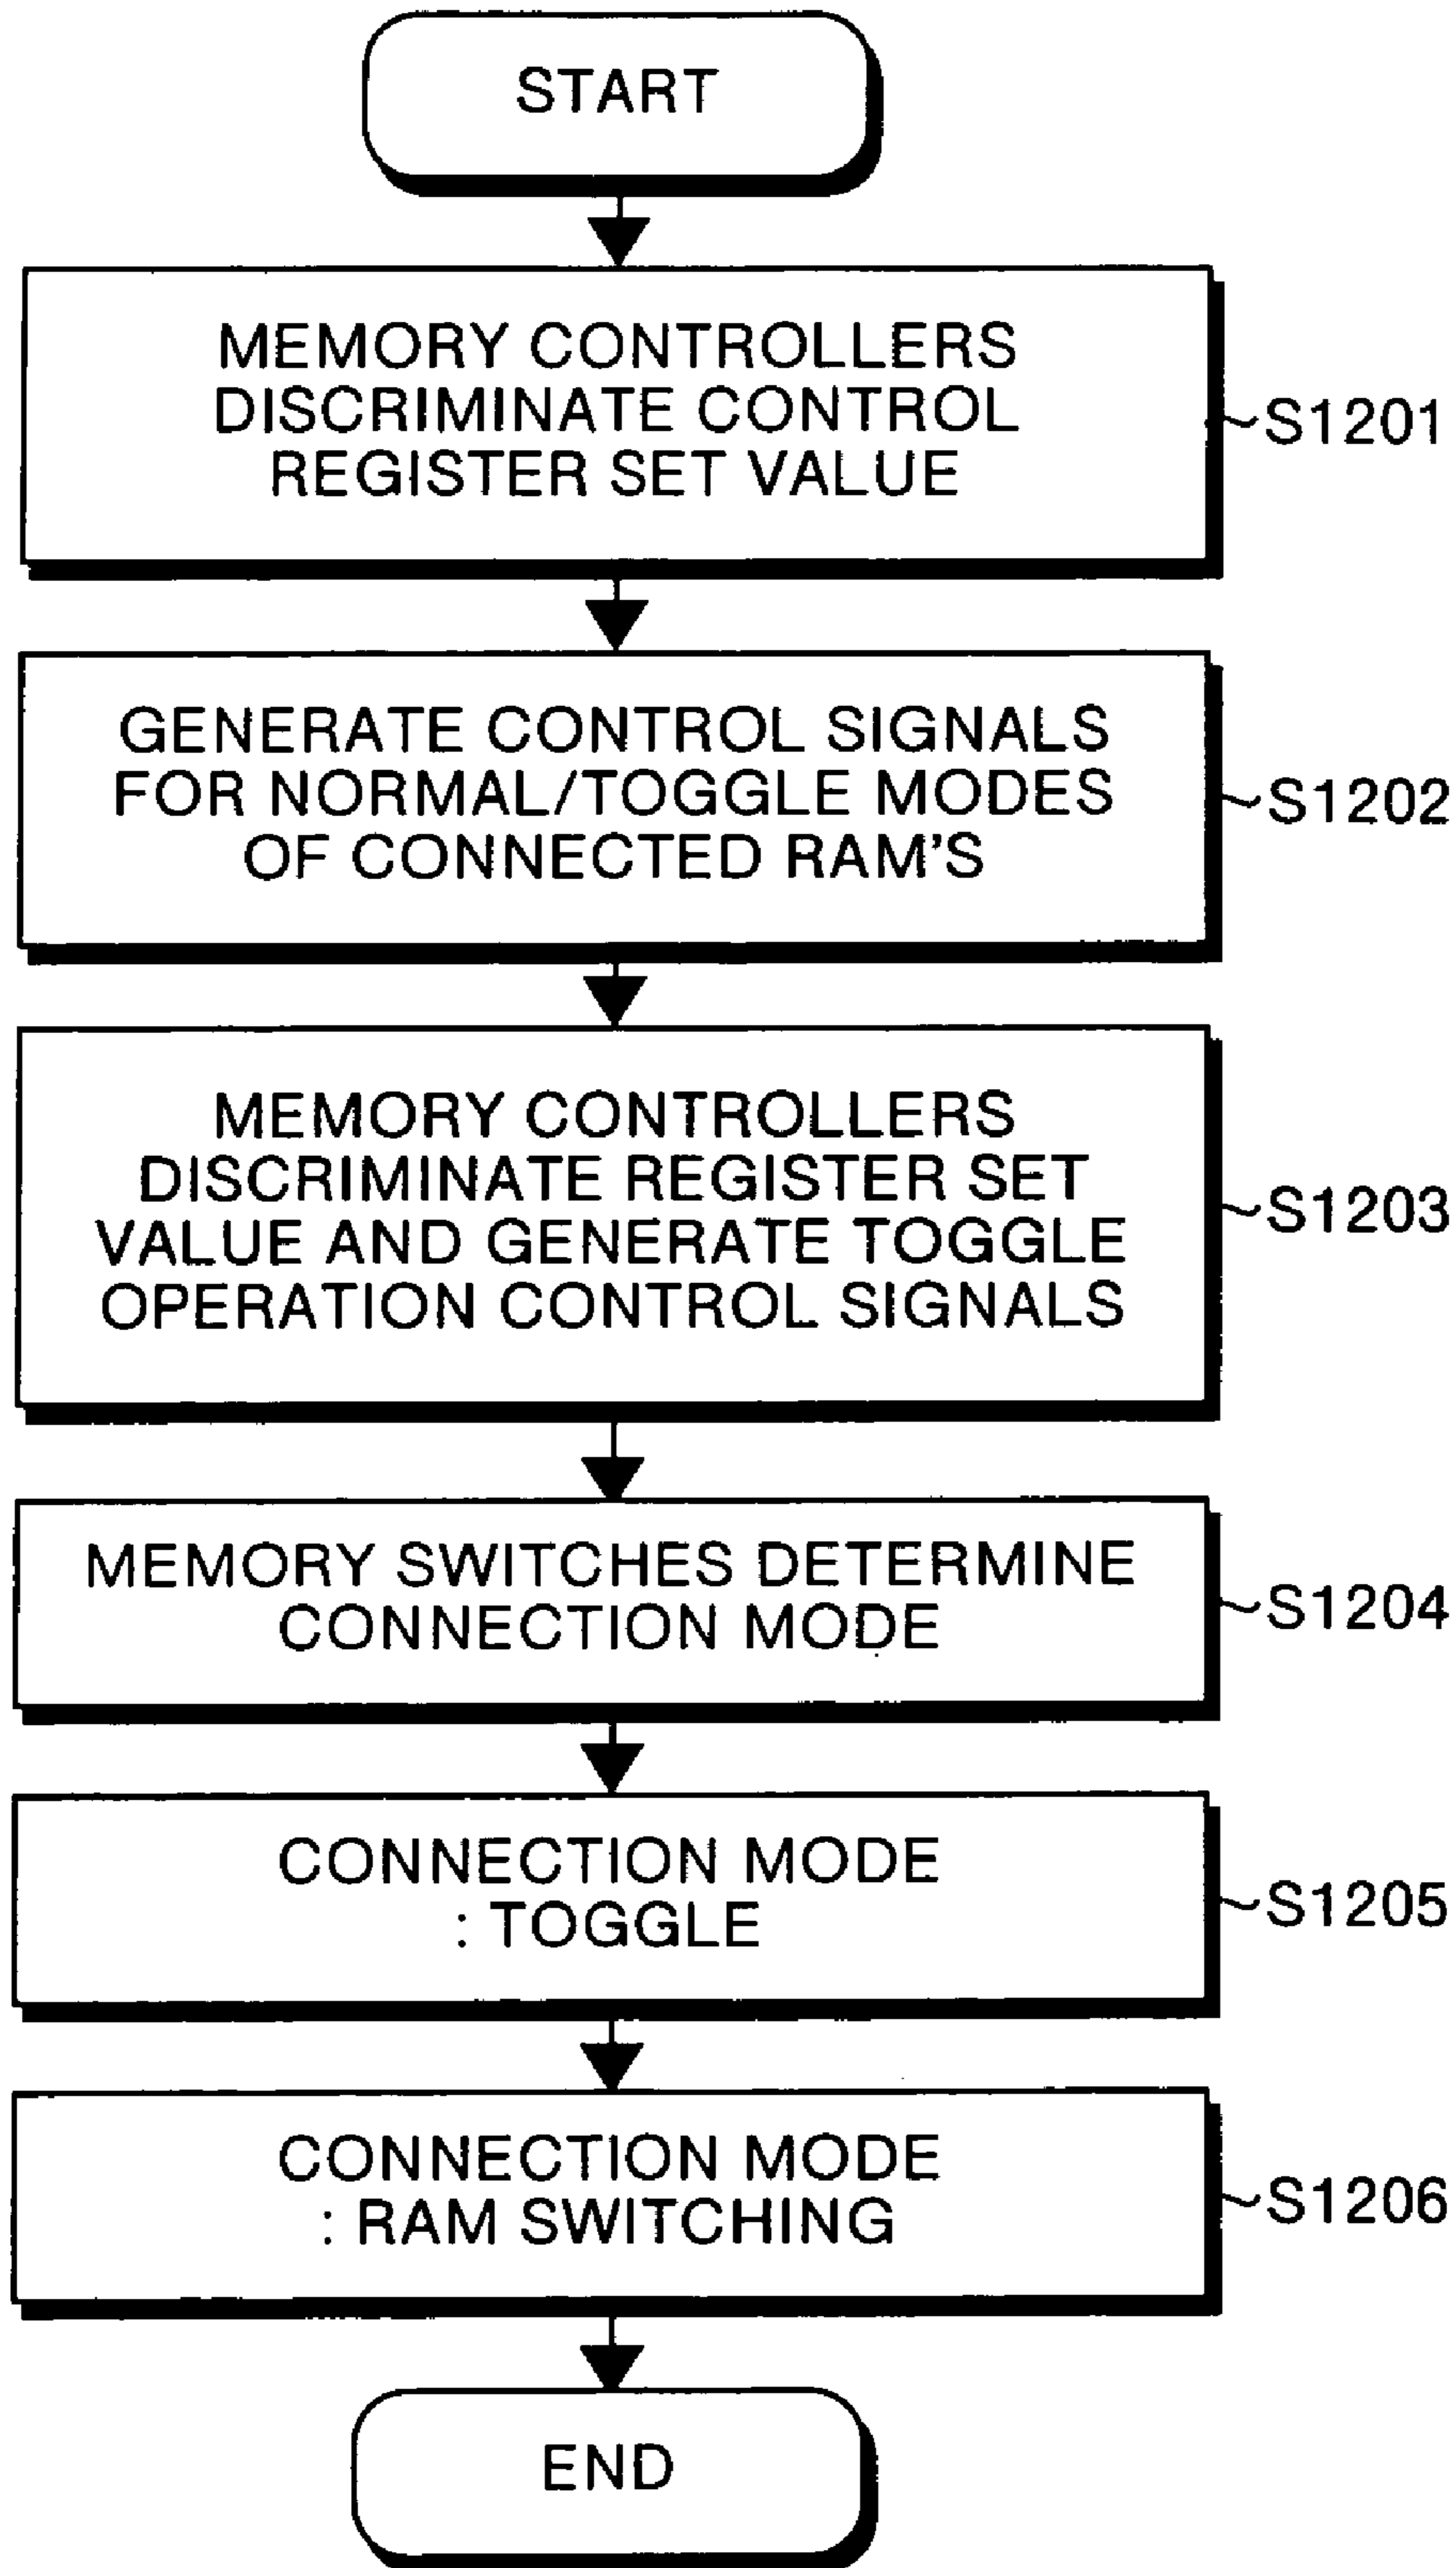 START
MEMORY CONTROLLERS
DISCRIMINATE CONTROL
REGISTER SET VALUE
S1201
GENERATE CONTROL SIGNALS
FOR NORMAL/TOGGLE MODES
OF CONNECTED RAM'S
S1202
MEMORY CONTROLLERS
DISCRIMINATE REGISTER SET
VALUE AND GENERATE TOGGLE
OPERATION CONTROL SIGNALS
S1203
MEMORY SWITCHES DETERMINE
CONNECTION MODE
S1204
CONNECTION MODE
: TOGGLE
S1205
CONNECTION MODE
: RAM SWITCHING
S1206
END